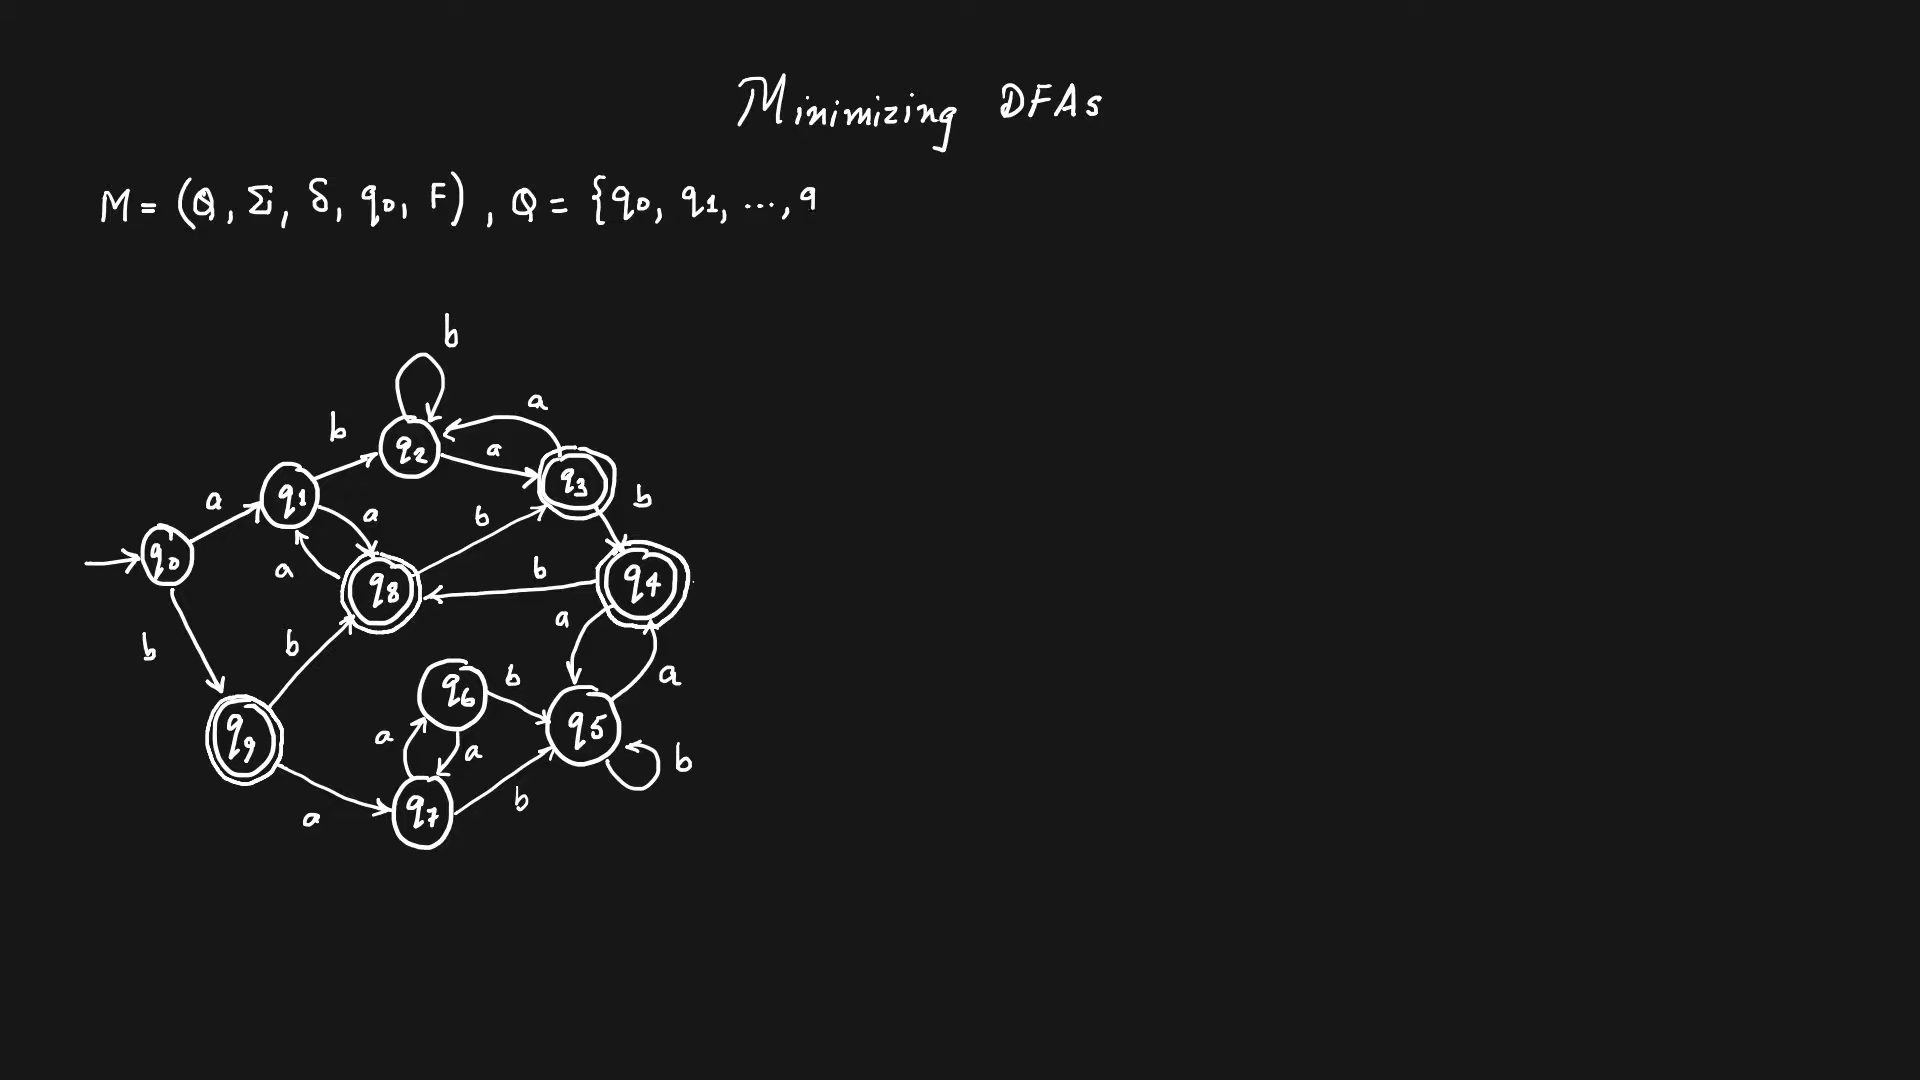 Minimizing DFAs
M = (Q, Σ, δ, q0, F), Q = {q0, q1, ..., q
b
a
b
q2
a
q3
b
q1
a
a
b
q0
a
q8
b
q4
b
b
a
q6
b
a
q9
a
a
q5
b
a
q7
b